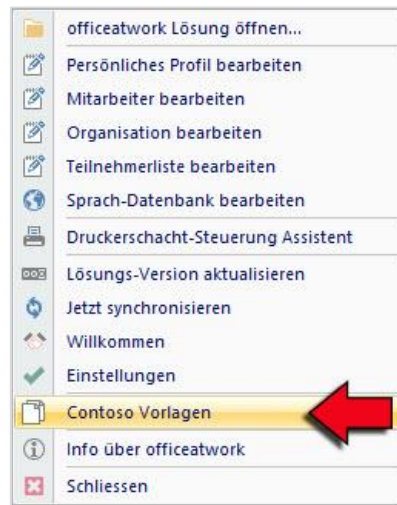 officeatwork Lösung öffnen...
Persönliches Profil bearbeiten
Mitarbeiter bearbeiten
Organisation bearbeiten
Teilnehmerliste bearbeiten
Sprach-Datenbank bearbeiten
Druckerschacht-Steuerung Assistent
Lösungs-Version aktualisieren
Jetzt synchronisieren
Willkommen
Einstellungen
Contoso Vorlagen
Info über officeatwork
Schliessen